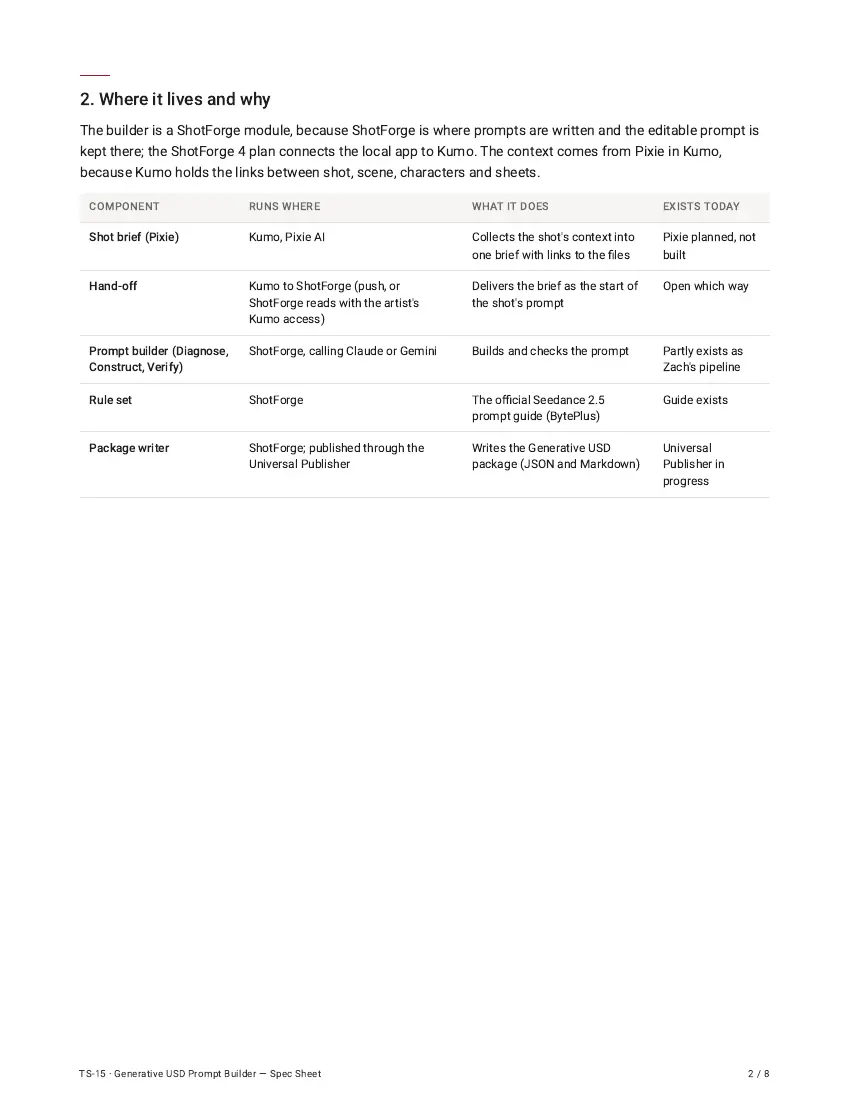 2. Where it lives and why
The builder is a ShotForge module, because ShotForge is where prompts are written and the editable prompt is
kept there; the ShotForge 4 plan connects the local app to Kumo. The context comes from Pixie in Kumo,
because Kumo holds the links between shot, scene, characters and sheets.
COMPONENT RUNS WHERE WHAT IT DOES EXISTS TODAY
Shot brief (Pixie) Kumo, Pixie AI Collects the shot's context into Pixie planned, not
one brief with links to the files built
Hand-off Kumo to ShotForge (push, or Delivers the brief as the start of Open which way
ShotForge reads with the artist's the shot's prompt
Kumo access)
Prompt builder (Diagnose, ShotForge, calling Claude or Gemini Builds and checks the prompt Partly exists as
Construct, Verify) Zach's pipeline
Rule set ShotForge The official Seedance 2.5 Guide exists
prompt guide (BytePlus)
Package writer ShotForge; published through the Writes the Generative USD Universal
Universal Publisher package (JSON and Markdown) Publisher in
progress
TS-15 · Generative USD Prompt Builder — Spec Sheet 2 / 8